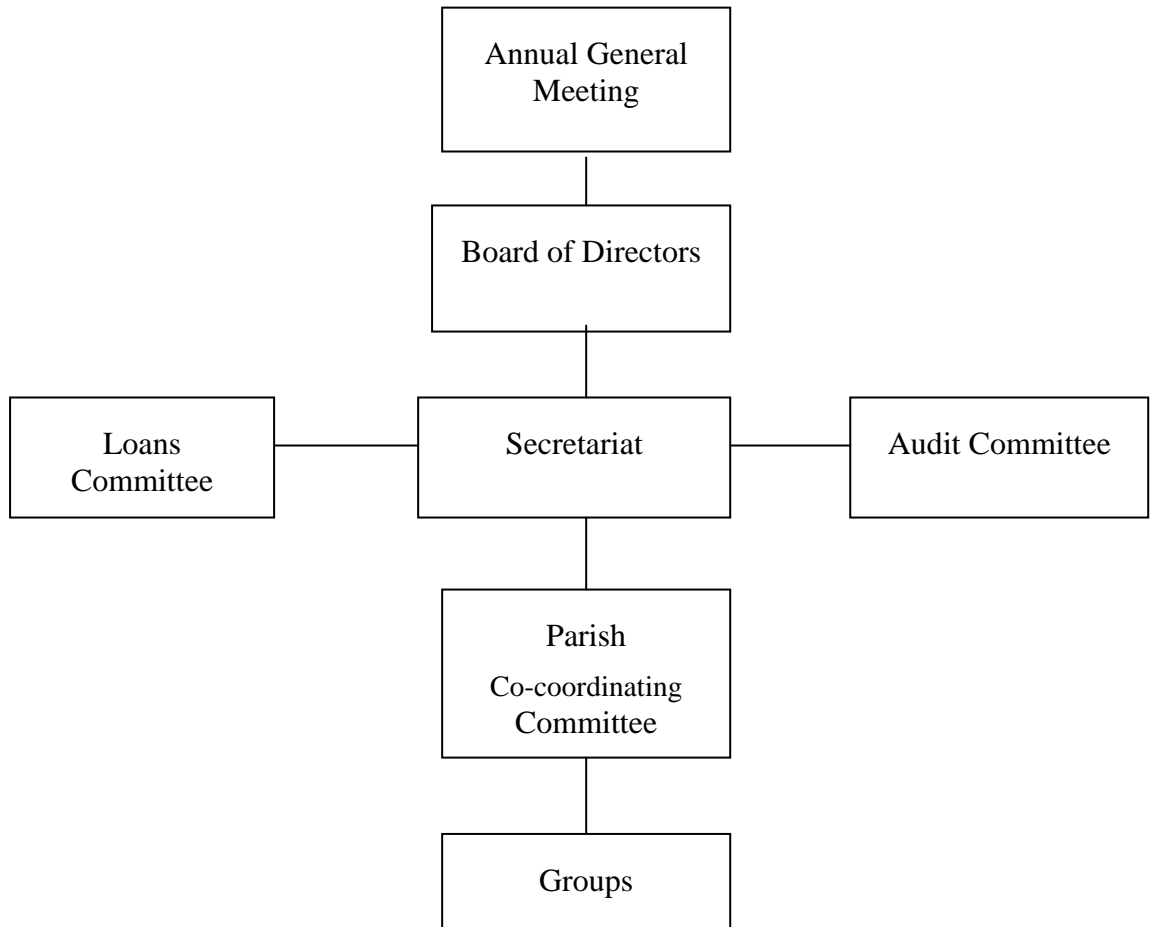 Annual General
Meeting
Board of Directors
Loans
Committee
Secretariat
Audit Committee
Parish
Co-coordinating
Committee
Groups